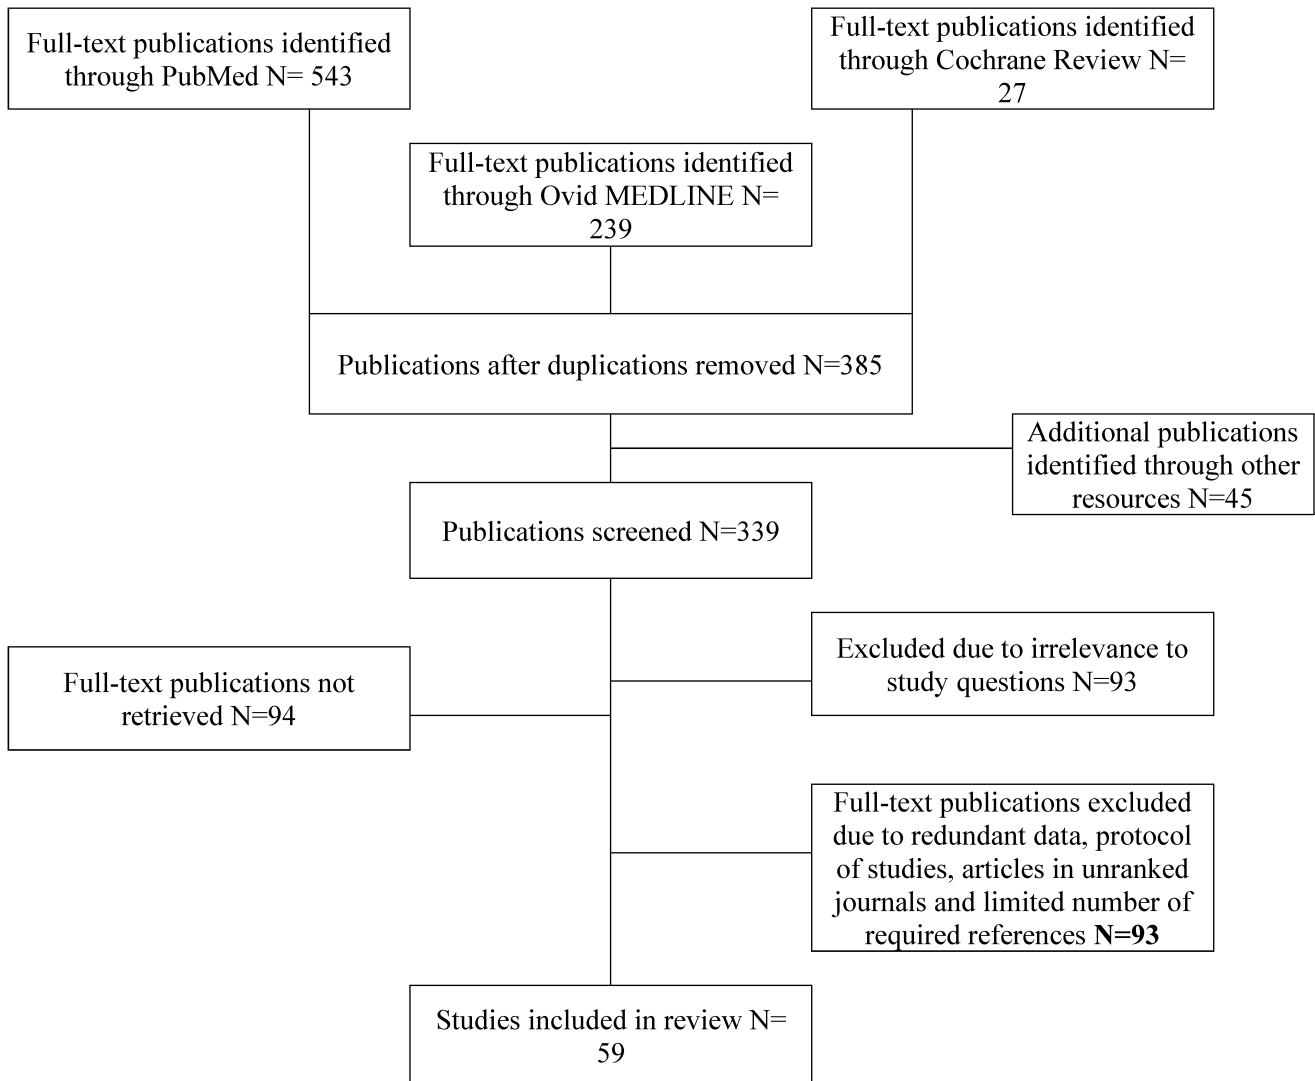 Full-text publications identified
through PubMed N= 543
Full-text publications identified
through Cochrane Review N=
27
Full-text publications identified
through Ovid MEDLINE N=
239
Publications after duplications removed N=385
Additional publications
identified through other
resources N=45
Publications screened N=339
Excluded due to irrelevance to
study questions N=93
Full-text publications not
retrieved N=94
Full-text publications excluded
due to redundant data, protocol
of studies, articles in unranked
journals and limited number of
required references N=93
Studies included in review N=
59